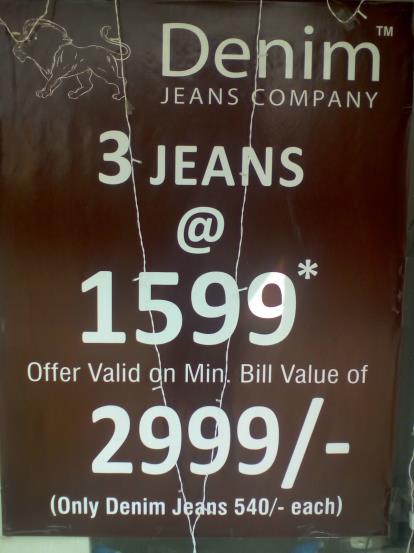 Denim™
JEANS COMPANY
3 JEANS
@
1599*
Offer Valid on Min. Bill Value of
2999/-
(Only Denim Jeans 540/- each)